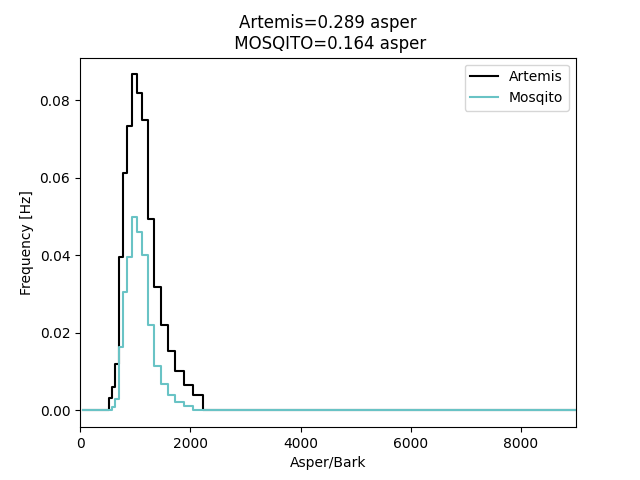 Artemis=0.289 asper
MOSQITO=0.164 asper
Artemis
Mosqito
0.08
0.06
0.04
0.02
0.00
Frequency [Hz]
0 2000 4000 6000 8000
Asper/Bark